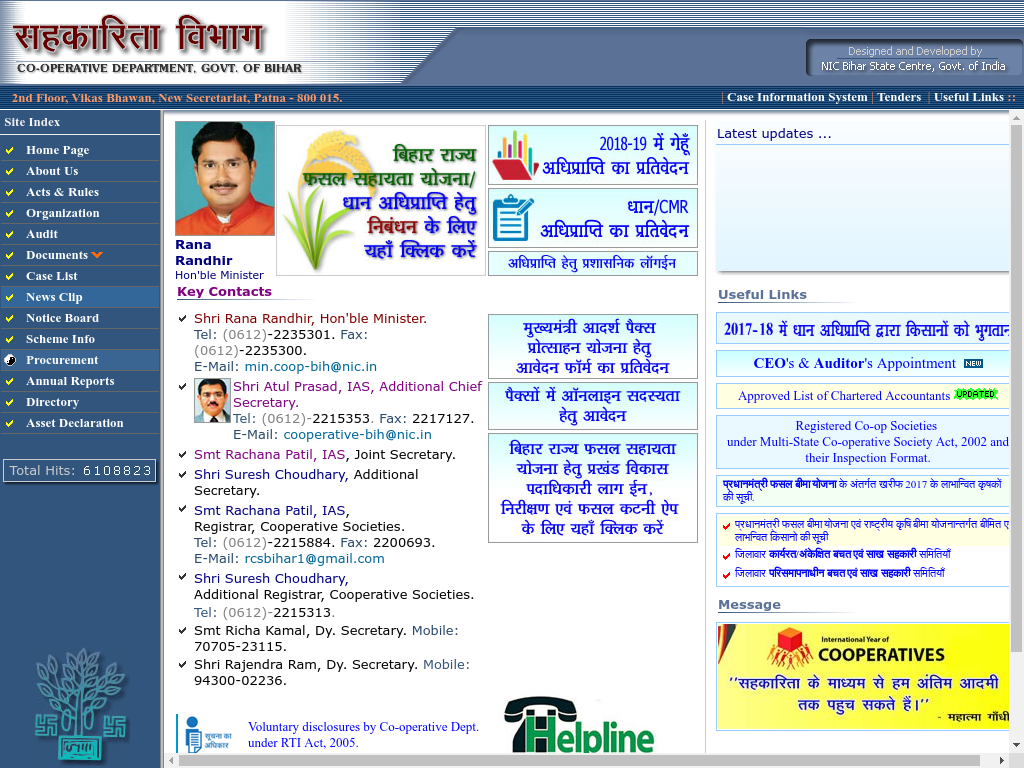 सहकारिता विभाग
CO-OPERATIVE DEPARTMENT, GOVT. OF BIHAR
Designed and Developed by
NIC Bihar State Centre, Govt. of India
2nd Floor, Vikas Bhawan, New Secretariat, Patna - 800 015.
| Case Information System | Tenders | Useful Links ::
Site Index
Home Page
About Us
Acts & Rules
Organization
Audit
Documents
Case List
News Clip
Notice Board
Scheme Info
Procurement
Annual Reports
Directory
Asset Declaration
Total Hits: 6108823
Rana
Randhir
Hon'ble Minister
बिहार राज्य
फसल सहायता योजना/
धान अधिप्राप्ति हेतु
निबंधन के लिए
यहाँ क्लिक करें
2018-19 में गेहूँ
अधिप्राप्ति का प्रतिवेदन
धान/CMR
अधिप्राप्ति का प्रतिवेदन
अधिप्राप्ति हेतु प्रशासनिक लॉगईन
Key Contacts
Shri Rana Randhir, Hon'ble Minister.
Tel: (0612)-2235301. Fax:
(0612)-2235300.
E-Mail: min.coop-bih@nic.in
Shri Atul Prasad, IAS, Additional Chief
Secretary.
Tel: (0612)-2215353. Fax: 2217127.
E-Mail: cooperative-bih@nic.in
Smt Rachana Patil, IAS, Joint Secretary.
Shri Suresh Choudhary, Additional
Secretary.
Smt Rachana Patil, IAS,
Registrar, Cooperative Societies.
Tel: (0612)-2215884. Fax: 2200693.
E-Mail: rcsbihar1@gmail.com
Shri Suresh Choudhary,
Additional Registrar, Cooperative Societies.
Tel: (0612)-2215313.
Smt Richa Kamal, Dy. Secretary. Mobile:
70705-23115.
Shri Rajendra Ram, Dy. Secretary. Mobile:
94300-02236.
सूचना का
अधिकार
Voluntary disclosures by Co-operative Dept.
under RTI Act, 2005.
मुख्यमंत्री आदर्श पैक्स
प्रोत्साहन योजना हेतु
आवेदन फॉर्म का प्रतिवेदन
पैक्सों में ऑनलाइन सदस्यता
हेतु आवेदन
बिहार राज्य फसल सहायता
योजना हेतु प्रखंड विकास
पदाधिकारी लाग ईन,
निरीक्षण एवं फसल कटनी ऐप
के लिए यहाँ क्लिक करें
Helpline
Latest updates ...
Useful Links
2017-18 में धान अधिप्राप्ति द्वारा किसानों को भुगतान
CEO's & Auditor's Appointment NEW
Approved List of Chartered Accountants UPDATED
Registered Co-op Societies
under Multi-State Co-operative Society Act, 2002 and
their Inspection Format.
प्रधानमंत्री फसल बीमा योजना के अंतर्गत खरीफ 2017 के लाभान्वित कृषकों
की सूची.
प्रधानमंत्री फसल बीमा योजना एवं राष्ट्रीय कृषि बीमा योजनान्तर्गत बीमित ए
लाभन्वित किसानो की सूची
जिलावार कार्यरत/अंकेक्षित बचत एवं साख सहकारी समितियाँ
जिलावार परिसमापनाधीन बचत एवं साख सहकारी समितियाँ
Message
International Year of
COOPERATIVES
''सहकारिता के माध्यम से हम अंतिम आदमी
तक पहुच सकते हैं।''
- महात्मा गाँधी